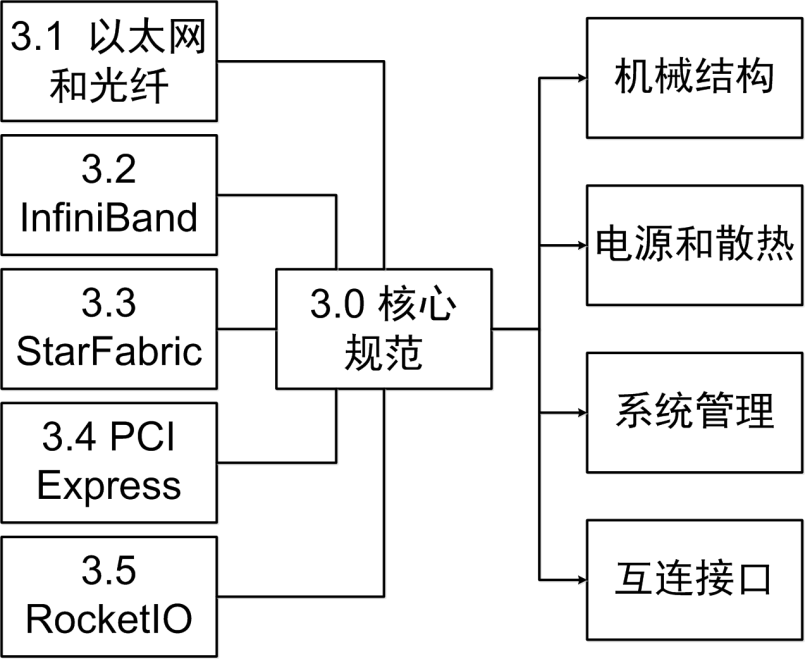 3.1 以太网
和光纤
3.2
InfiniBand
3.3
StarFabric
3.4 PCI
Express
3.5
RocketIO
3.0 核心
规范
机械结构
电源和散热
系统管理
互连接口